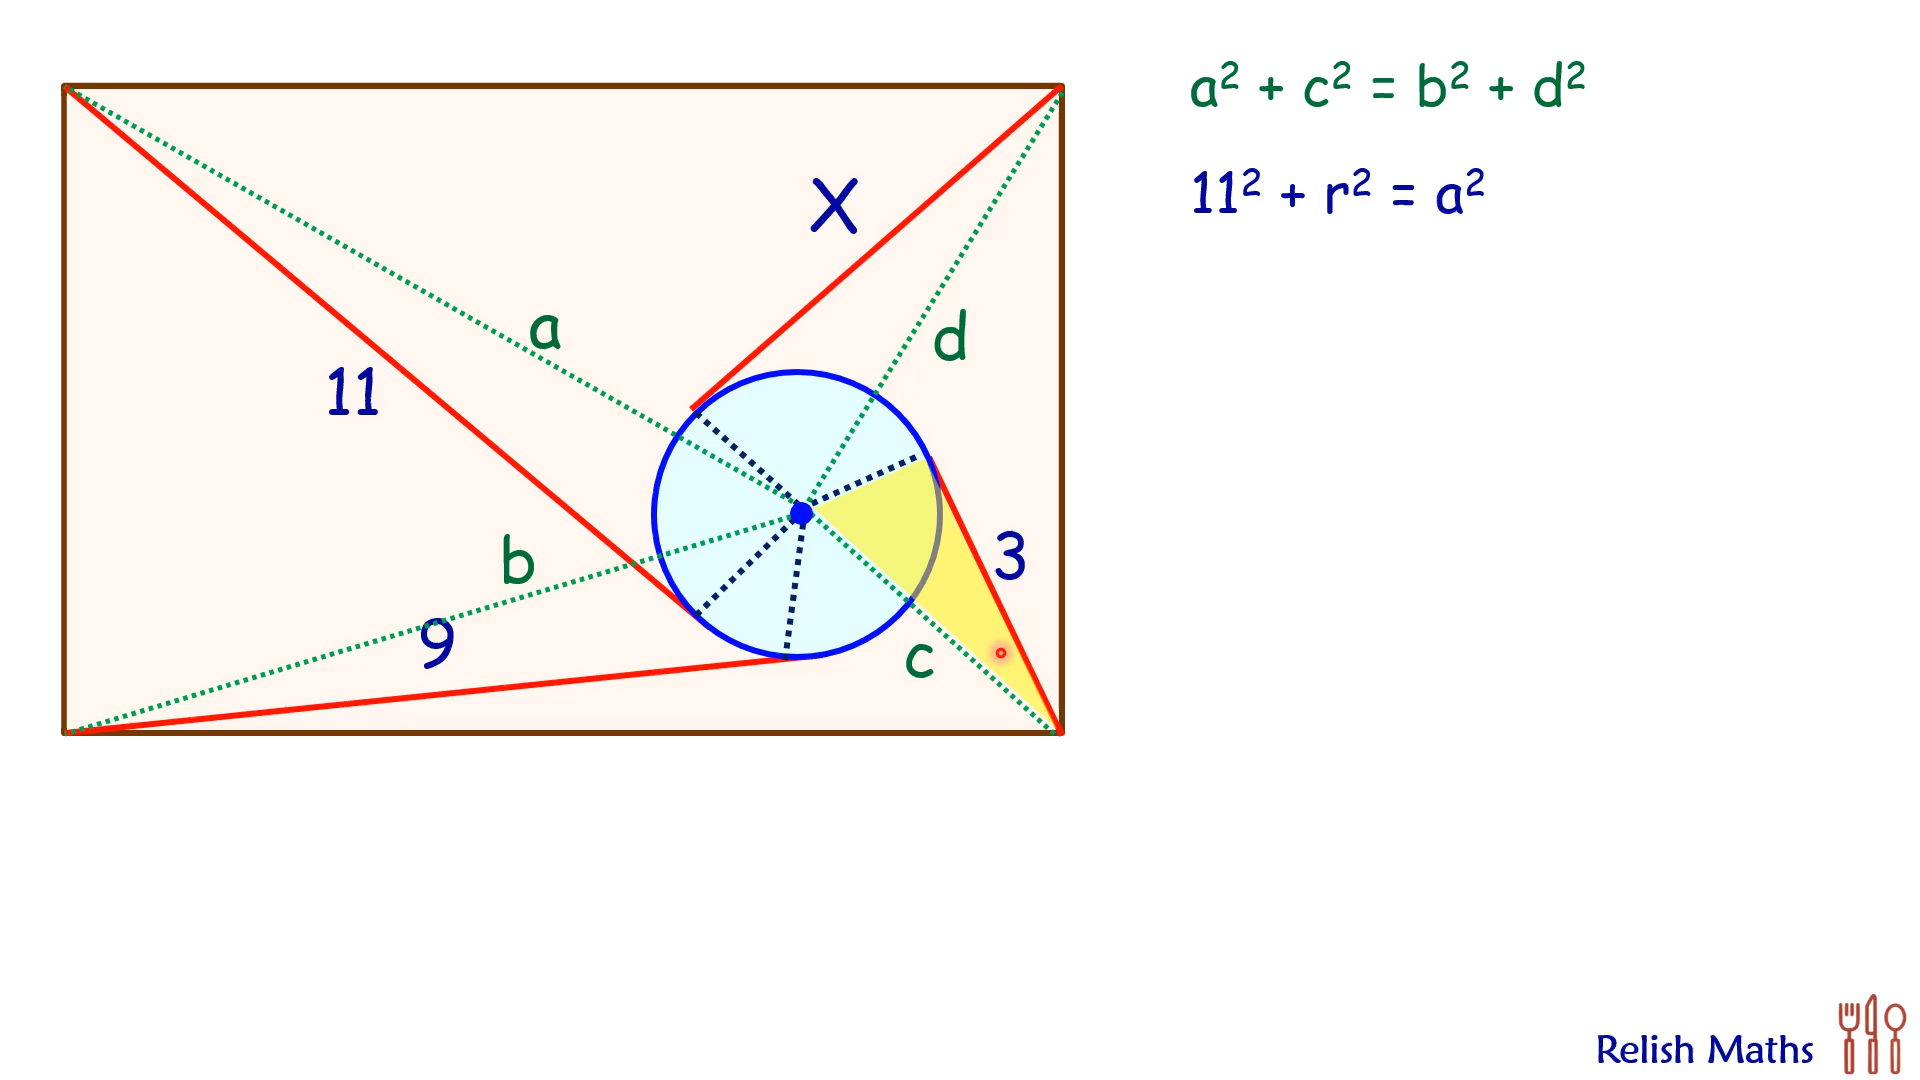 a² + c² = b² + d²
11² + r² = a²
X
a
d
11
b
3
9
c
Relish Maths